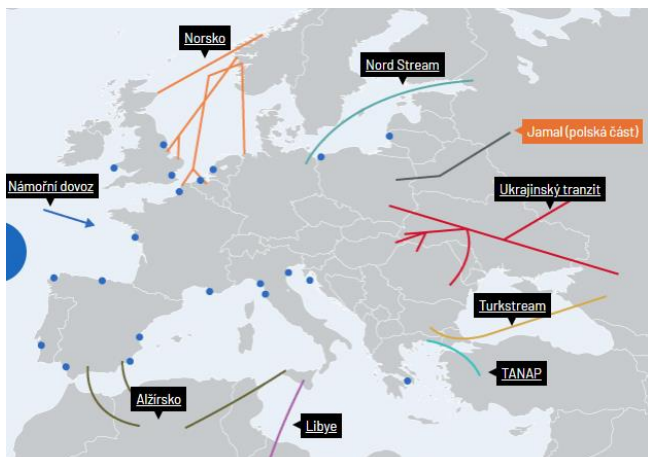 Norsko
Nord Stream
Jamal (polská část)
Námořní dovoz
Ukrajinský tranzit
Turkstream
TANAP
Alžírsko
Libye